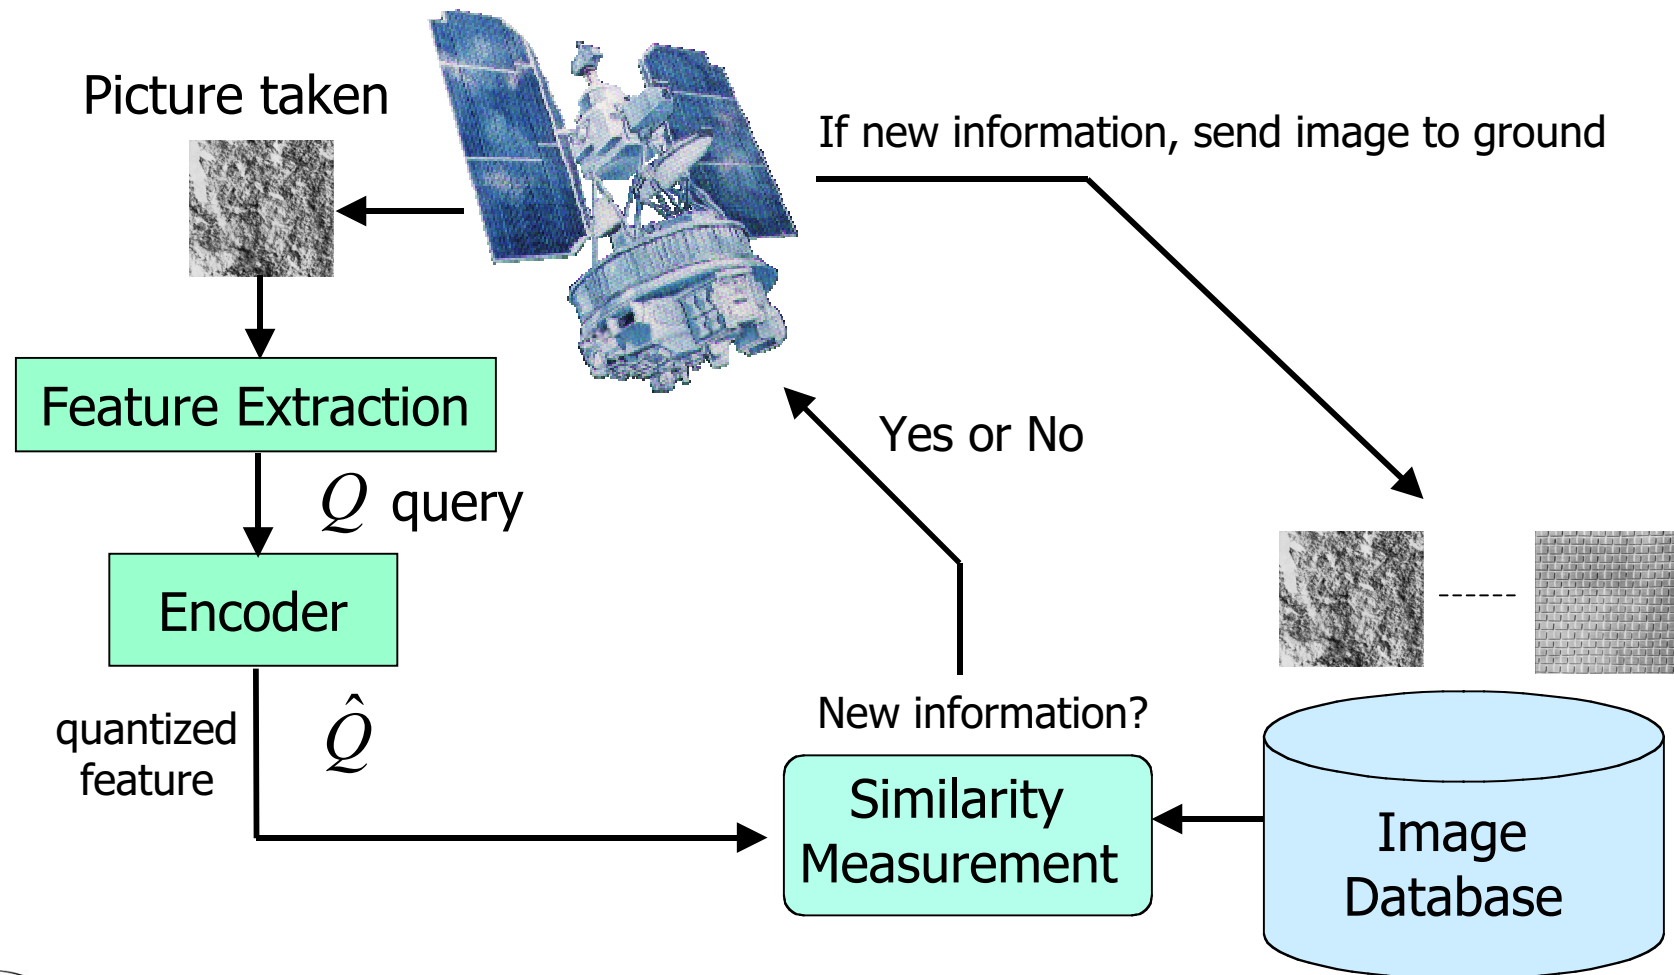 Picture taken
If new information, send image to ground
Feature Extraction
Yes or No
Q query
Encoder
quantized
feature
Q̂
New information?
Similarity
Measurement
Image
Database